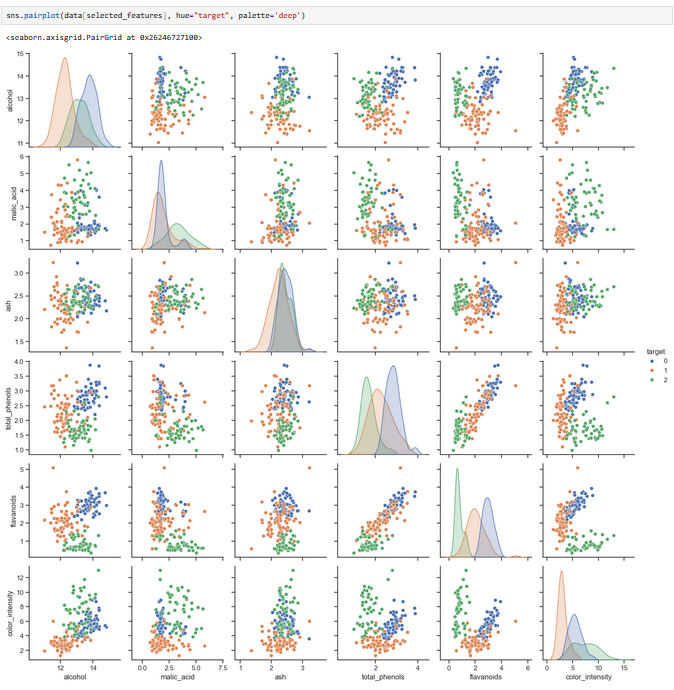 sns.pairplot(data[selected_features], hue="target", palette='deep')
<seaborn.axisgrid.PairGrid at 0x26246727100>
15
14
13
12
11
alcohol
6
5
4
3
2
1
malic_acid
3.0
2.5
2.0
1.5
ash
4.0
3.5
3.0
2.5
2.0
1.5
1.0
total_phenols
target
0
1
2
5
4
3
2
1
flavanoids
12
10
8
6
4
2
color_intensity
12 14
0.0 2.5 5.0 7.5
1 2 3
2 4
0 2 4 6
0 5 10 15
alcohol
malic_acid
ash
total_phenols
flavanoids
color_intensity